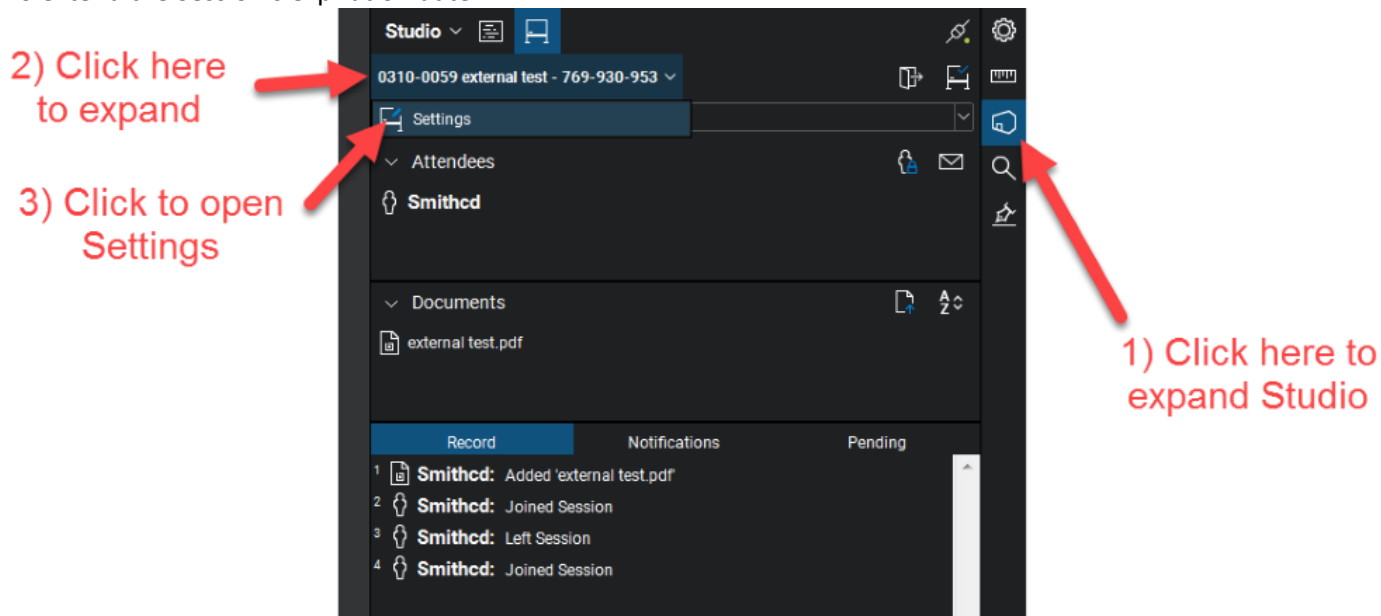 Studio
2) Click here
to expand
0310-0059 external test - 769-930-953
Settings
Attendees
3) Click to open
Settings
Smithcd
Documents
A
Z
external test.pdf
1) Click here to
expand Studio
Record Notifications Pending
1 Smithcd: Added 'external test.pdf'
2 Smithcd: Joined Session
3 Smithcd: Left Session
4 Smithcd: Joined Session